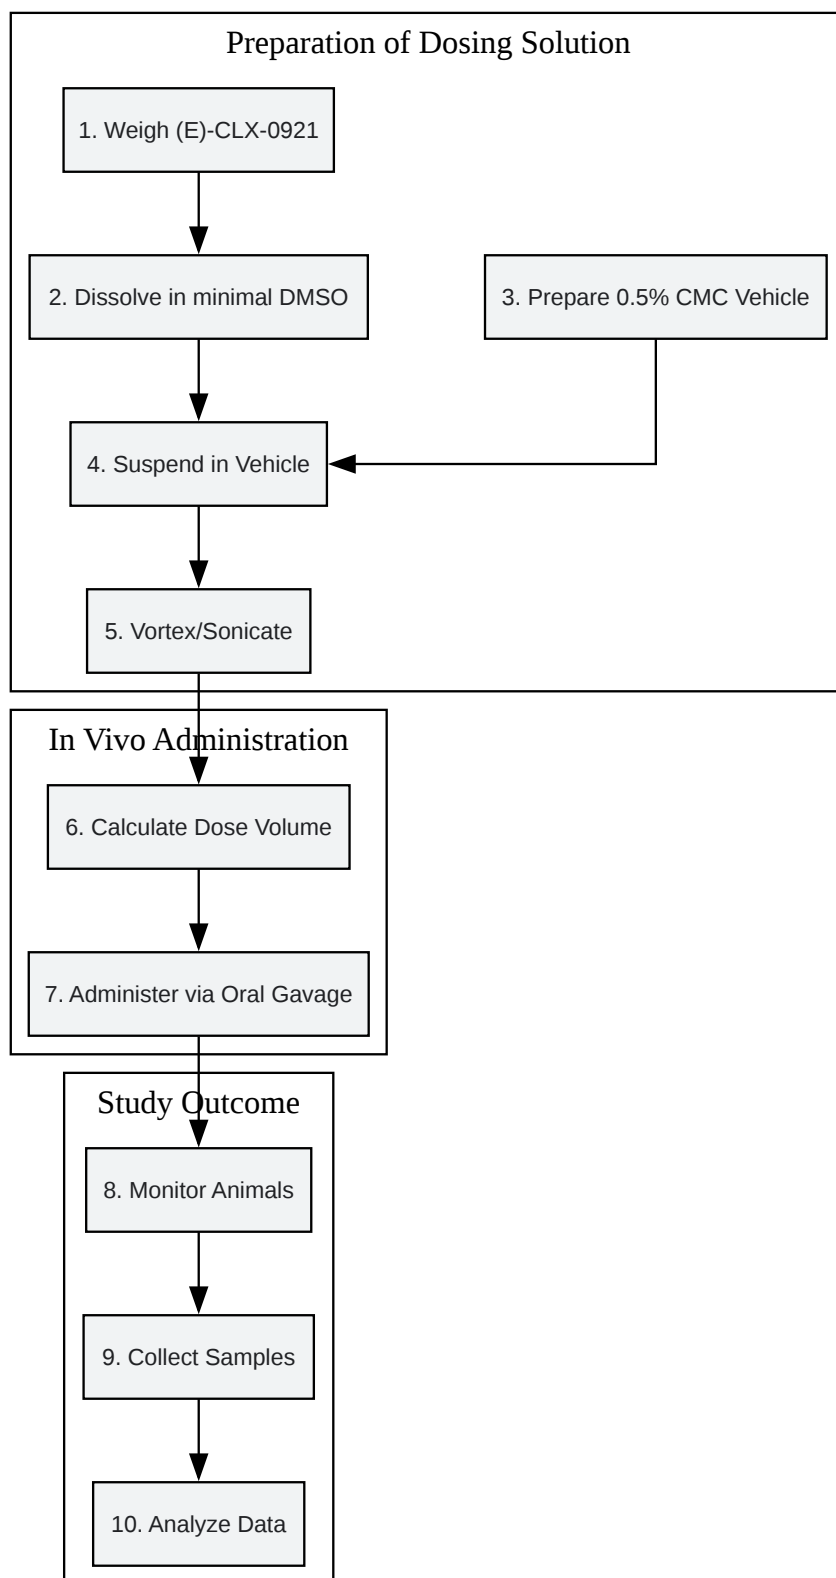 Preparation of Dosing Solution
1. Weigh (E)-CLX-0921
2. Dissolve in minimal DMSO
3. Prepare 0.5% CMC Vehicle
4. Suspend in Vehicle
5. Vortex/Sonicate
In Vivo Administration
6. Calculate Dose Volume
7. Administer via Oral Gavage
Study Outcome
8. Monitor Animals
9. Collect Samples
10. Analyze Data